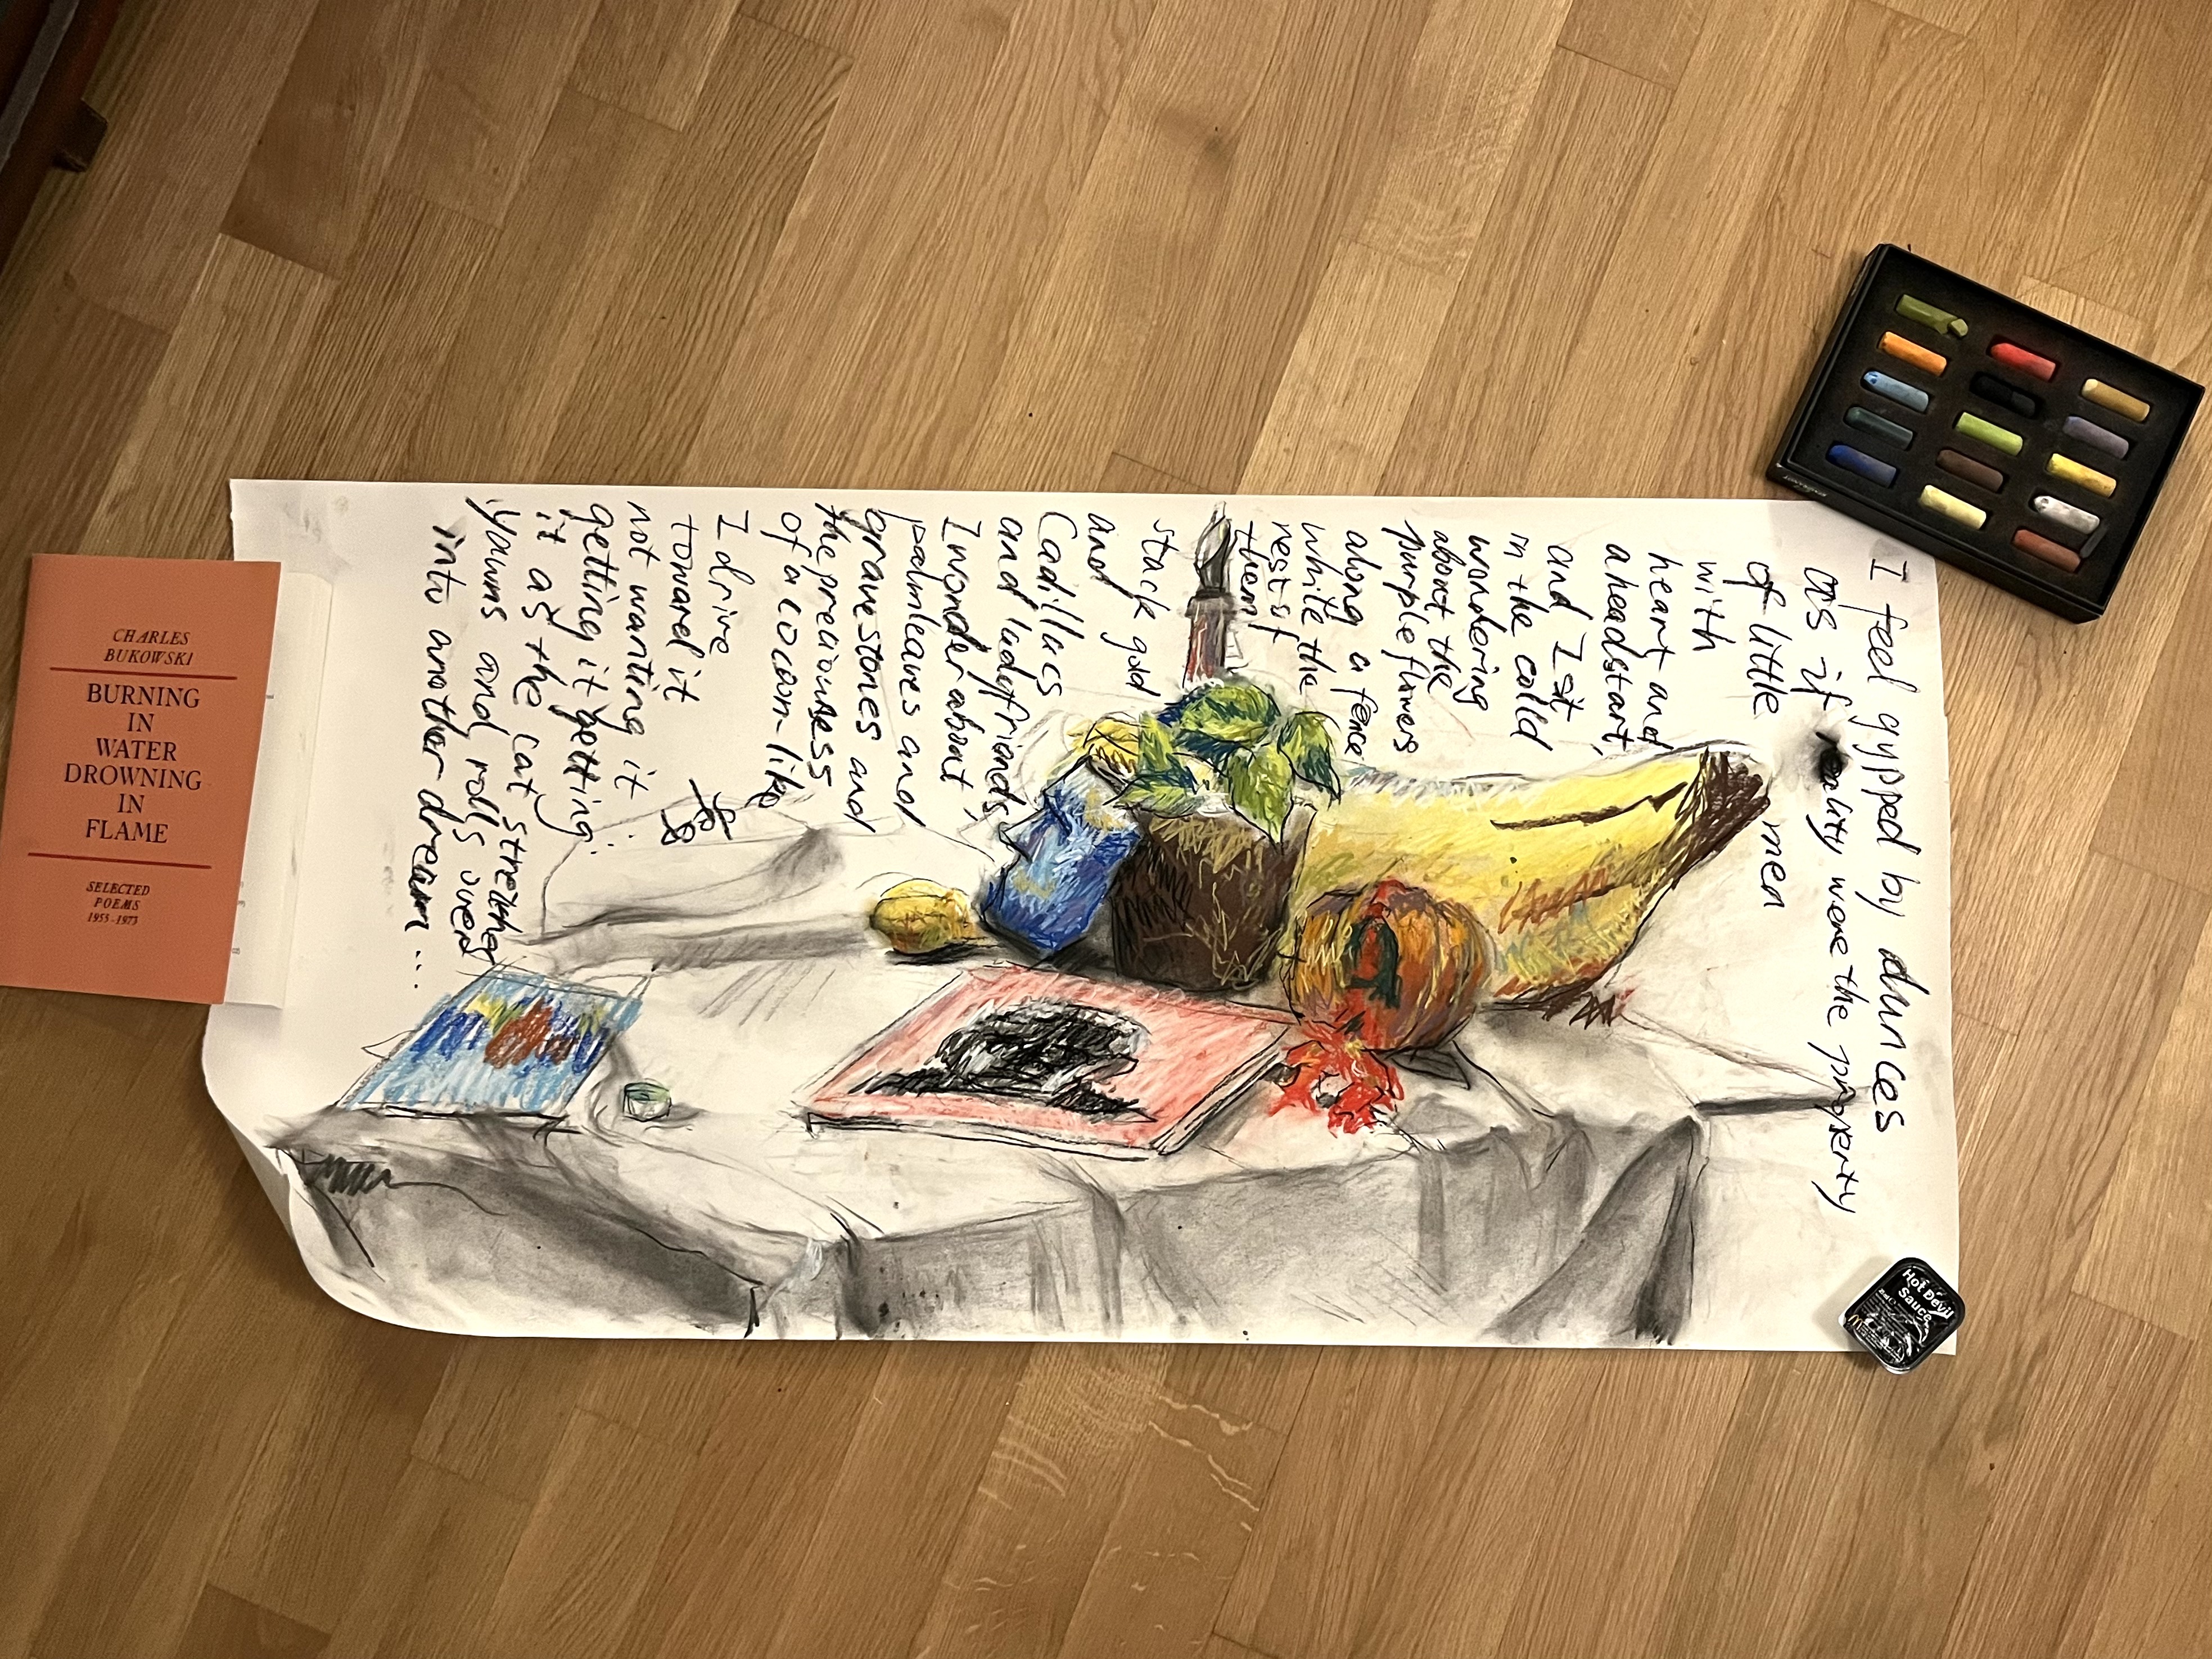 I feel gypped by dunces
as if reality were the property
of little men
with
heart and
a headstart,
and I sit
in the cold
wondering
about the
purple flowers
along a fence
while the
rest of
them
stack gold
and
Cadillacs
and ladyfriends,
I wonder about
palmleaves and
gravestones and
the preciousness
of a cocoon-like
I drive
toward it
not wanting it
getting it getting
it as the cat stretches
yawns and rolls over
into another dream...
CHARLES
BUKOWSKI
BURNING
IN
WATER
DROWNING
IN
FLAME
SELECTED
POEMS
1955-1973
Hot Devil
Sauce